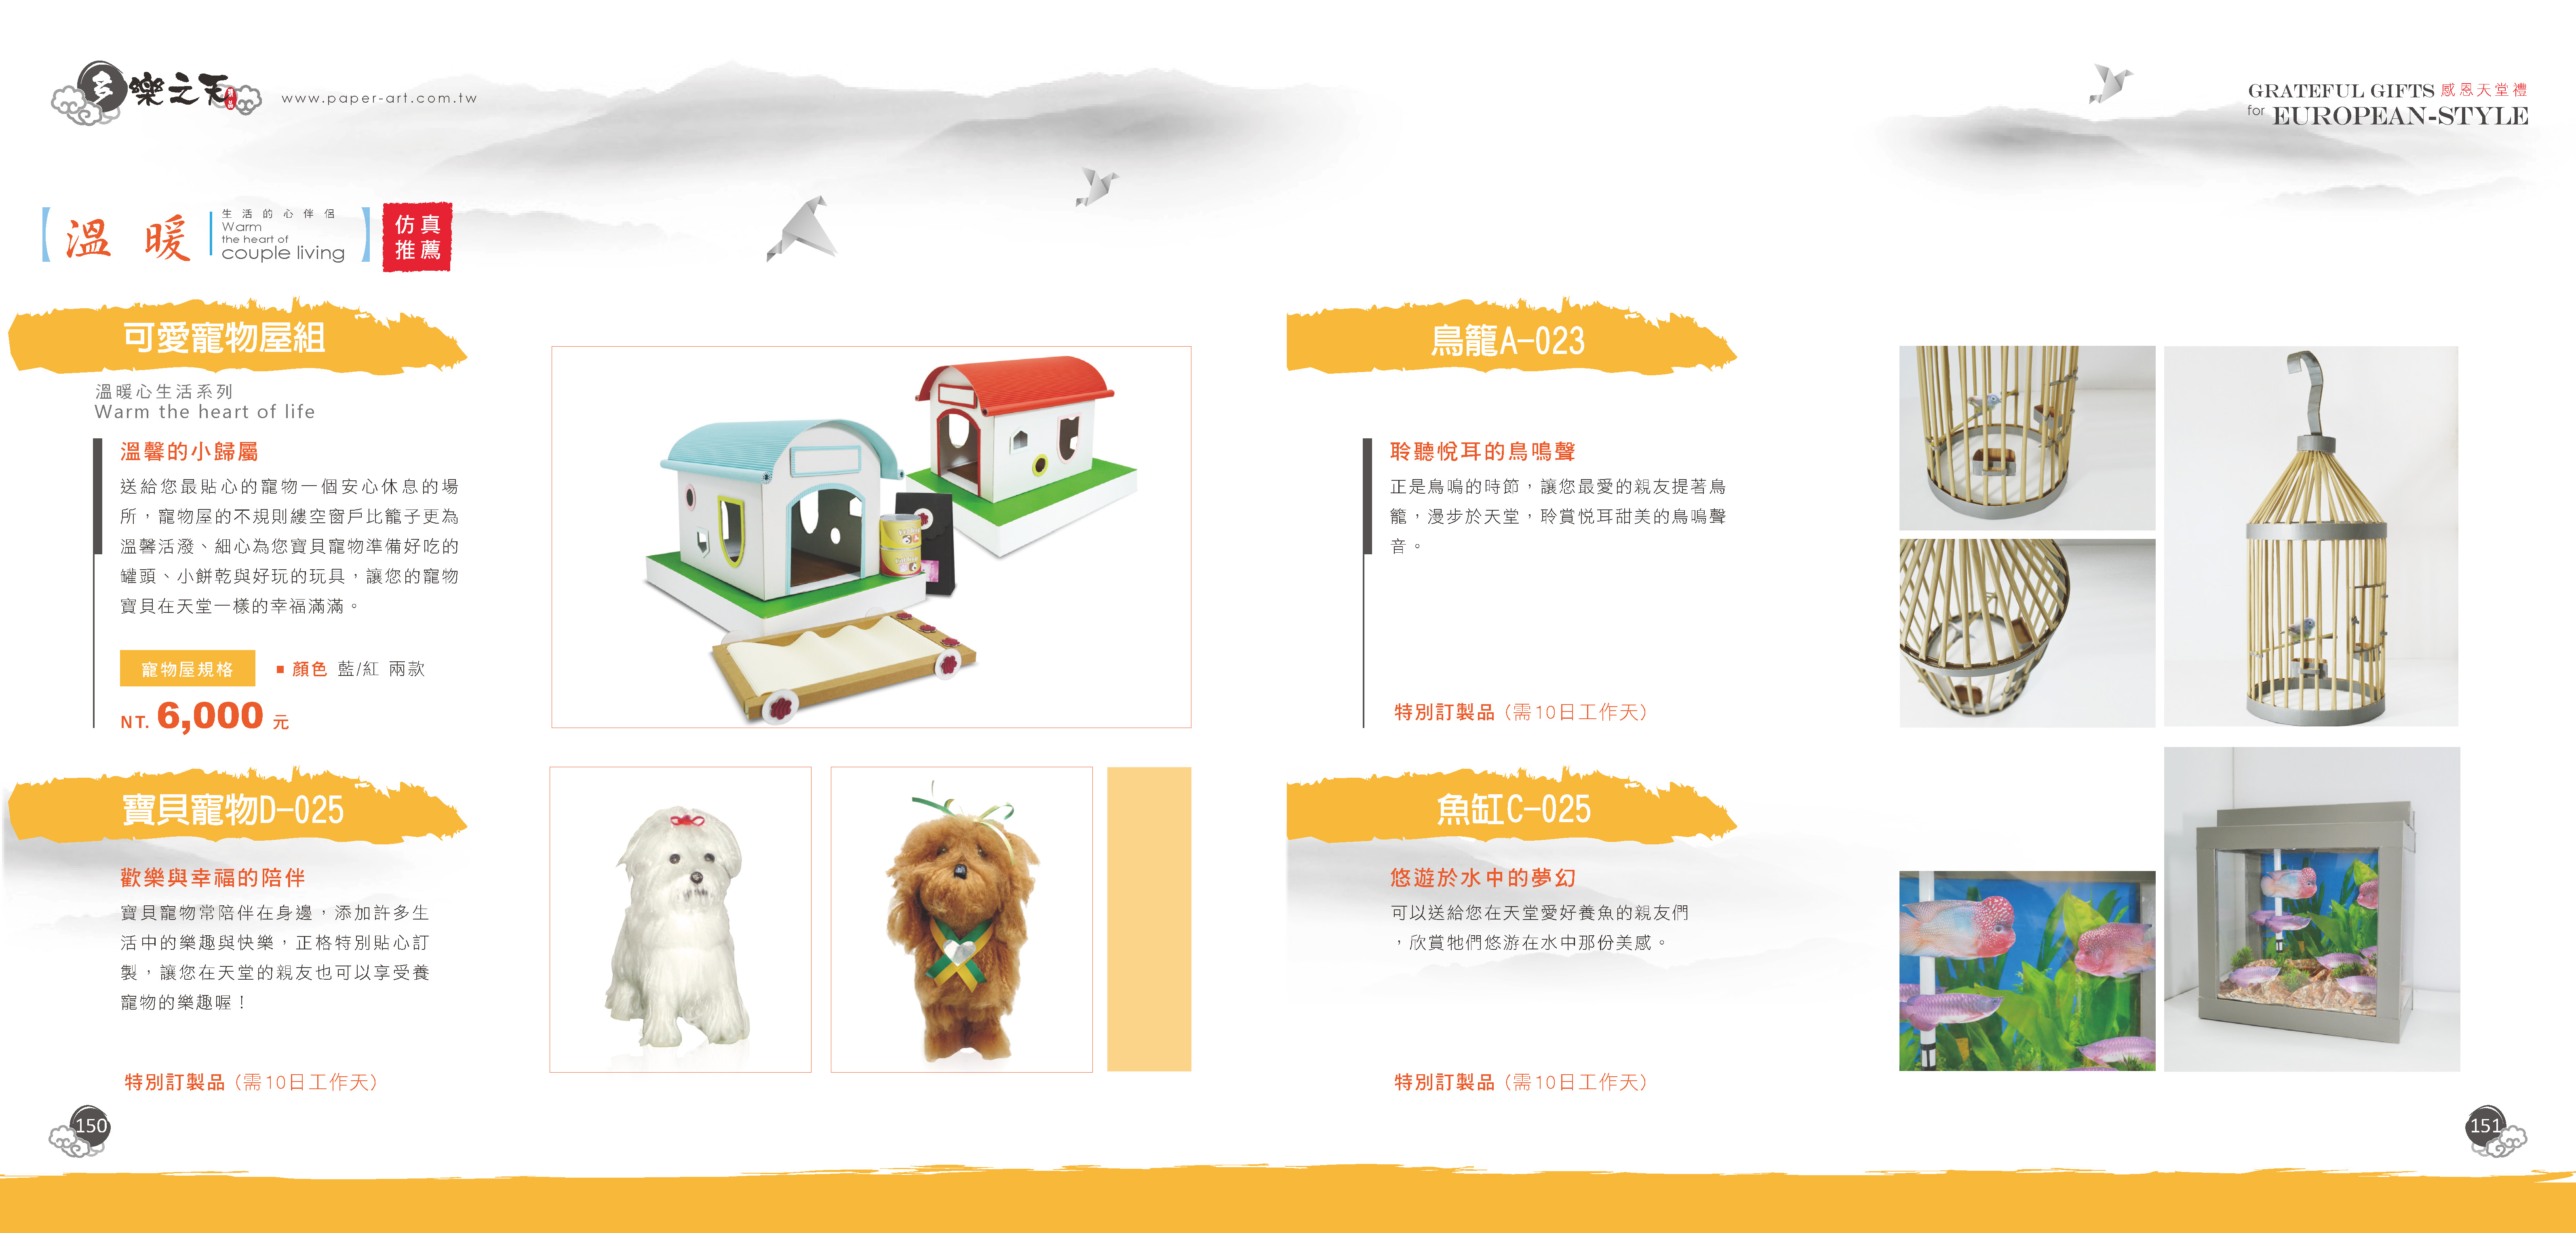 多樂之天
www.paper-art.com.tw
GRATEFUL GIFTS 感恩天堂禮
for EUROPEAN-STYLE
溫暖
生活的心伴侶
Warm
the heart of
couple living
仿真
推薦
可愛寵物屋組
溫暖心生活系列
Warm the heart of life
溫馨的小歸屬
送給您最貼心的寵物一個安心休息的場
所，寵物屋的不規則縷空窗戶比籠子更為
溫馨活潑、細心為您寶貝寵物準備好吃的
罐頭、小餅乾與好玩的玩具，讓您的寵物
寶貝在天堂一樣的幸福滿滿。
寵物屋規格
▪ 顏色 藍/紅 兩款
NT. 6,000 元
寶貝寵物D-025
歡樂與幸福的陪伴
寶貝寵物常陪伴在身邊，添加許多生
活中的樂趣與快樂，正格特別貼心訂
製，讓您在天堂的親友也可以享受養
寵物的樂趣喔！
特別訂製品（需10日工作天）
150
鳥籠A-023
聆聽悅耳的鳥鳴聲
正是鳥鳴的時節，讓您最愛的親友提著鳥
籠，漫步於天堂，聆賞悅耳甜美的鳥鳴聲
音。
特別訂製品（需10日工作天）
魚缸C-025
悠遊於水中的夢幻
可以送給您在天堂愛好養魚的親友們
，欣賞牠們悠游在水中那份美感。
特別訂製品（需10日工作天）
151